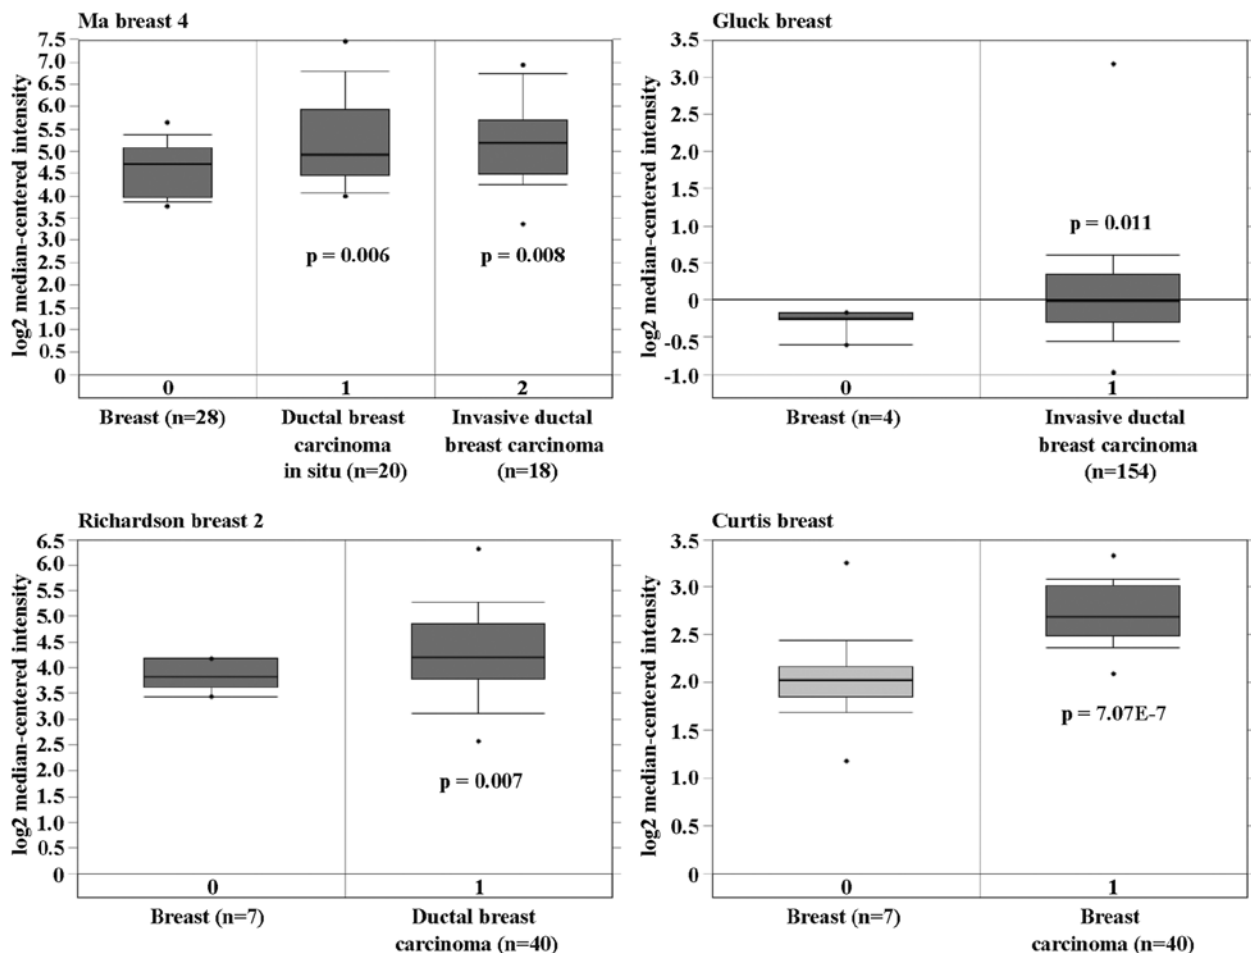 Ma breast 4
log2 median-centered intensity
7.5
7.0
6.5
6.0
5.5
5.0
4.5
4.0
3.5
3.0
2.5
2.0
1.5
1.0
0.5
0
p = 0.006
p = 0.008
0
1
2
Breast (n=28)
Ductal breast
carcinoma
in situ (n=20)
Invasive ductal
breast carcinoma
(n=18)
Gluck breast
log2 median-centered intensity
3.5
3.0
2.5
2.0
1.5
1.0
0.5
0
-0.5
-1.0
p = 0.011
0
1
Breast (n=4)
Invasive ductal
breast carcinoma
(n=154)
Richardson breast 2
log2 median-centered intensity
6.5
6.0
5.5
5.0
4.5
4.0
3.5
3.0
2.5
2.0
1.5
1.0
0.5
0
p = 0.007
0
1
Breast (n=7)
Ductal breast
carcinoma (n=40)
Curtis breast
log2 median-centered intensity
3.5
3.0
2.5
2.0
1.5
1.0
0.5
0
p = 7.07E-7
0
1
Breast (n=7)
Breast
carcinoma (n=40)